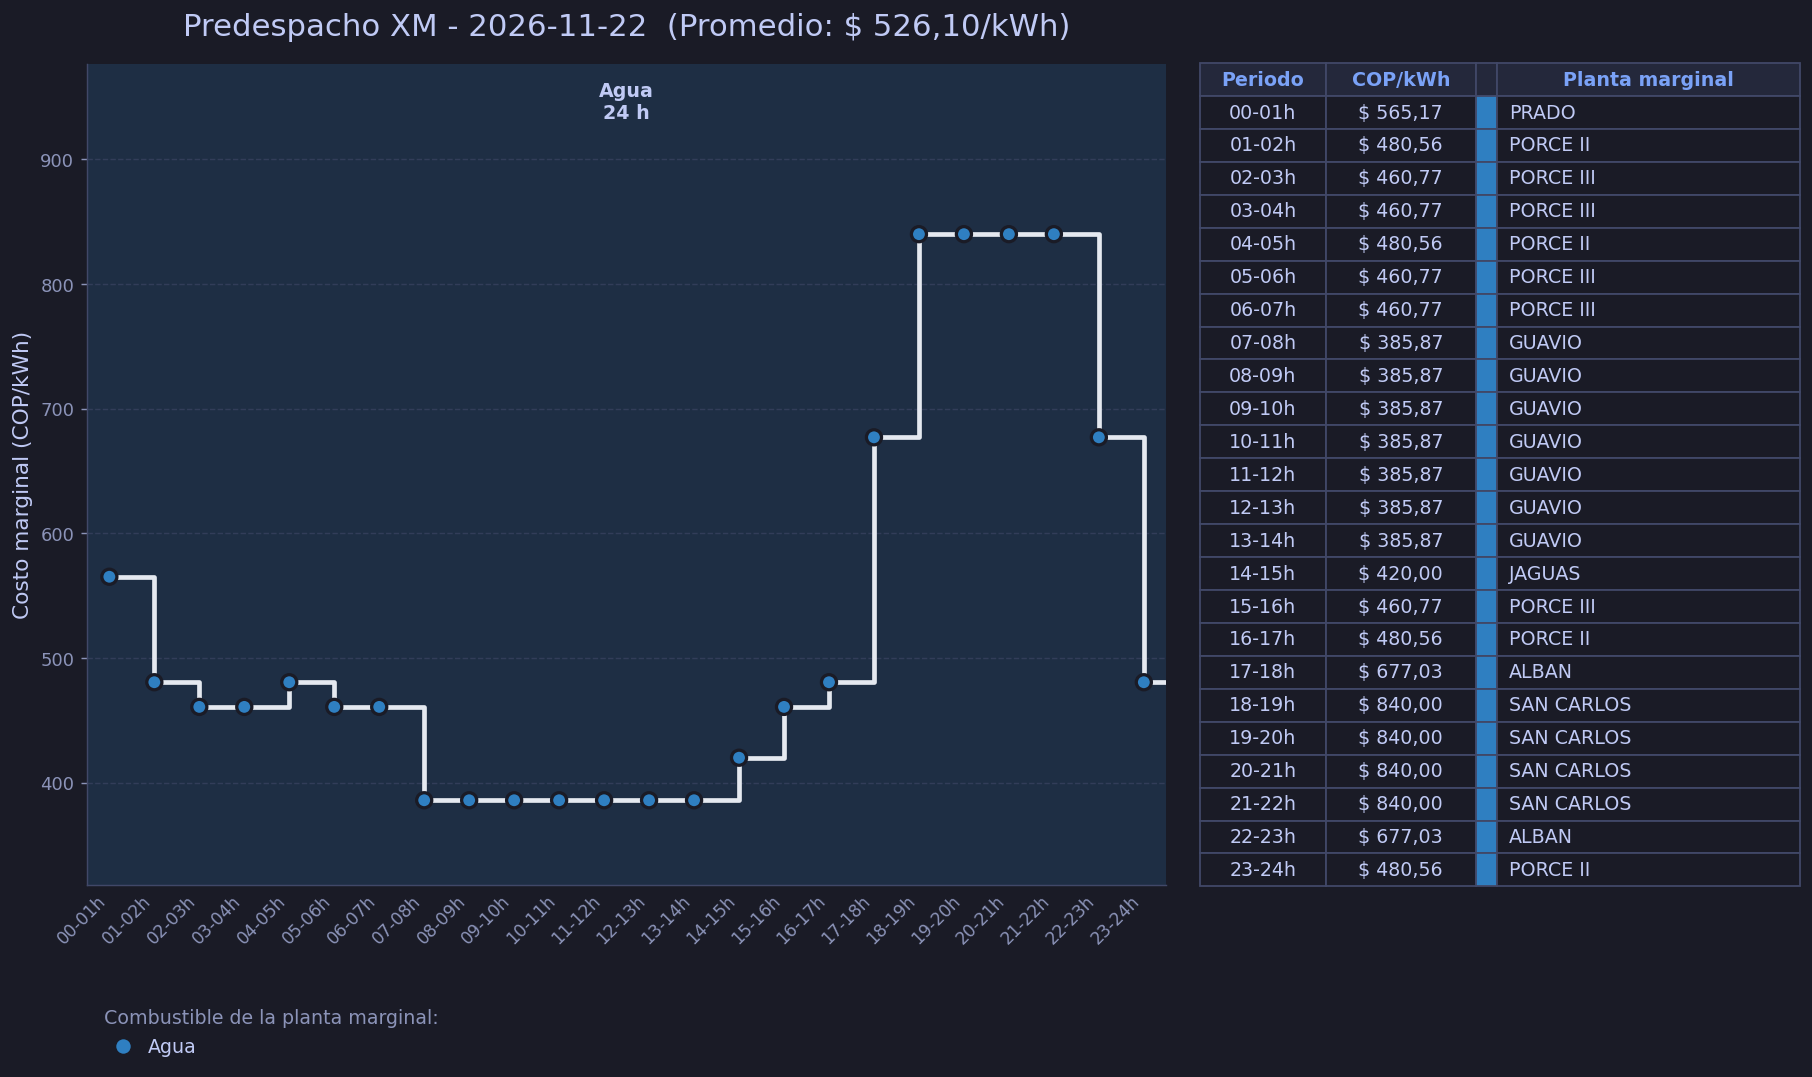 Predespacho XM - 2026-11-22  (Promedio: $ 526,10/kWh)
Agua
24 h
Costo marginal (COP/kWh)
900
800
700
600
500
400
00-01h
01-02h
02-03h
03-04h
04-05h
05-06h
06-07h
07-08h
08-09h
09-10h
10-11h
11-12h
12-13h
13-14h
14-15h
15-16h
16-17h
17-18h
18-19h
19-20h
20-21h
21-22h
22-23h
23-24h
Combustible de la planta marginal:
Agua
Periodo COP/kWh Planta marginal
00-01h $ 565,17 PRADO
01-02h $ 480,56 PORCE II
02-03h $ 460,77 PORCE III
03-04h $ 460,77 PORCE III
04-05h $ 480,56 PORCE II
05-06h $ 460,77 PORCE III
06-07h $ 460,77 PORCE III
07-08h $ 385,87 GUAVIO
08-09h $ 385,87 GUAVIO
09-10h $ 385,87 GUAVIO
10-11h $ 385,87 GUAVIO
11-12h $ 385,87 GUAVIO
12-13h $ 385,87 GUAVIO
13-14h $ 385,87 GUAVIO
14-15h $ 420,00 JAGUAS
15-16h $ 460,77 PORCE III
16-17h $ 480,56 PORCE II
17-18h $ 677,03 ALBAN
18-19h $ 840,00 SAN CARLOS
19-20h $ 840,00 SAN CARLOS
20-21h $ 840,00 SAN CARLOS
21-22h $ 840,00 SAN CARLOS
22-23h $ 677,03 ALBAN
23-24h $ 480,56 PORCE II